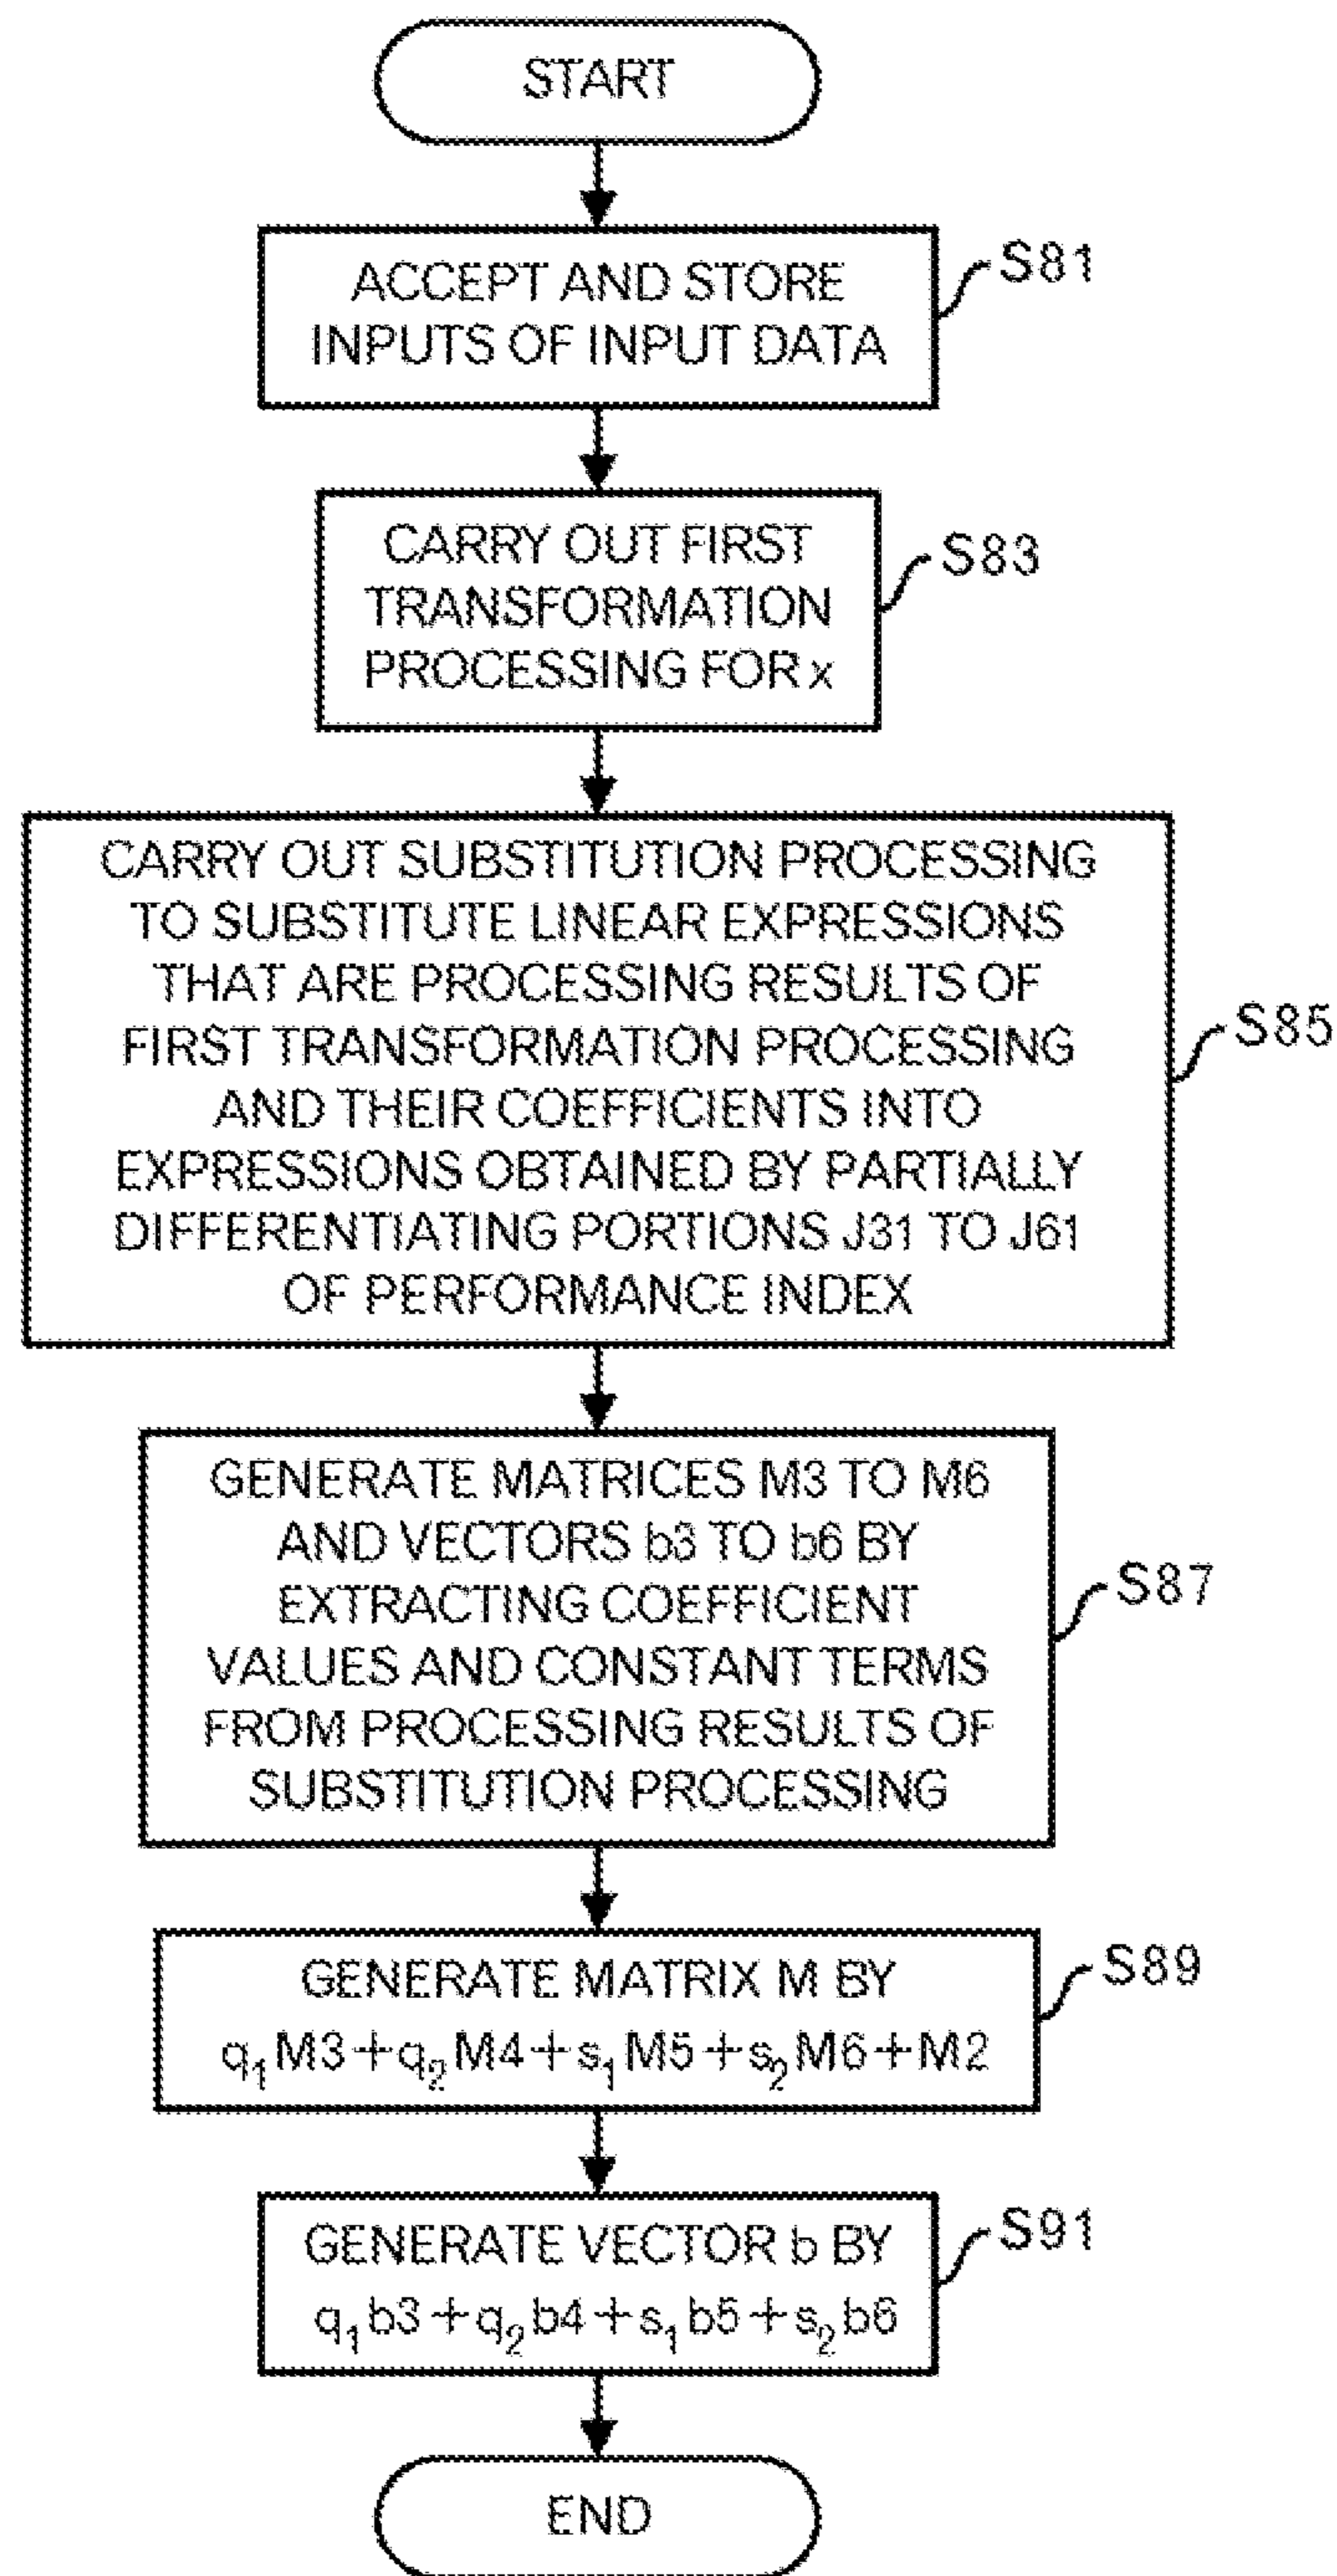 START
ACCEPT AND STORE
INPUTS OF INPUT DATA
S81
CARRY OUT FIRST
TRANSFORMATION
PROCESSING FOR x
S83
CARRY OUT SUBSTITUTION PROCESSING
TO SUBSTITUTE LINEAR EXPRESSIONS
THAT ARE PROCESSING RESULTS OF
FIRST TRANSFORMATION PROCESSING
AND THEIR COEFFICIENTS INTO
EXPRESSIONS OBTAINED BY PARTIALLY
DIFFERENTIATING PORTIONS J31 TO J61
OF PERFORMANCE INDEX
S85
GENERATE MATRICES M3 TO M6
AND VECTORS b3 TO b6 BY
EXTRACTING COEFFICIENT
VALUES AND CONSTANT TERMS
FROM PROCESSING RESULTS OF
SUBSTITUTION PROCESSING
S87
GENERATE MATRIX M BY
q₁M3+q₂M4+s₁M5+s₂M6+M2
S89
GENERATE VECTOR b BY
q₁b3+q₂b4+s₁b5+s₂b6
S91
END